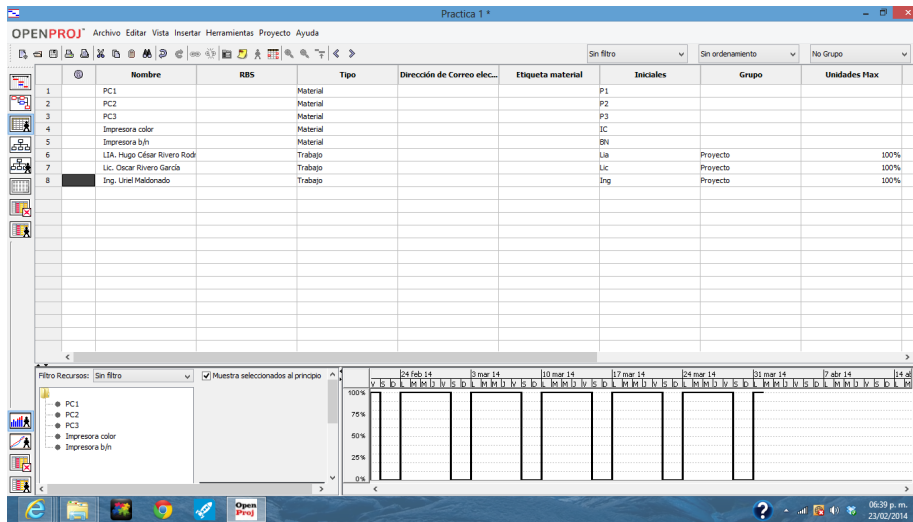 Practica 1 *
OPENPROJ Archivo Editar Vista Insertar Herramientas Proyecto Ayuda
Sin filtro Sin ordenamiento No Grupo
Nombre RBS Tipo Dirección de Correo elec... Etiqueta material Iniciales Grupo Unidades Max
1 PC1 Material P1
2 PC2 Material P2
3 PC3 Material P3
4 Impresora color Material IC
5 Impresora b/n Material BN
6 LIA. Hugo César Rivero Rodr Trabajo Lia Proyecto 100%
7 Lic. Oscar Rivero García Trabajo Lic Proyecto 100%
8 Ing. Uriel Maldonado Trabajo Ing Proyecto 100%
Filtro Recursos: Sin filtro Muestra seleccionados al principio
24 feb 14 3 mar 14 10 mar 14 17 mar 14 24 mar 14 31 mar 14 7 abr 14 14 ab
V S D L M M J V S D L M M J V S D L M M J V S D L M M J V S D L M M J V S D L M M J V S D L M M J V S D L M
100%
75%
50%
25%
0%
PC1
PC2
PC3
Impresora color
Impresora b/n
Open
Proj
06:39 p. m.
23/02/2014